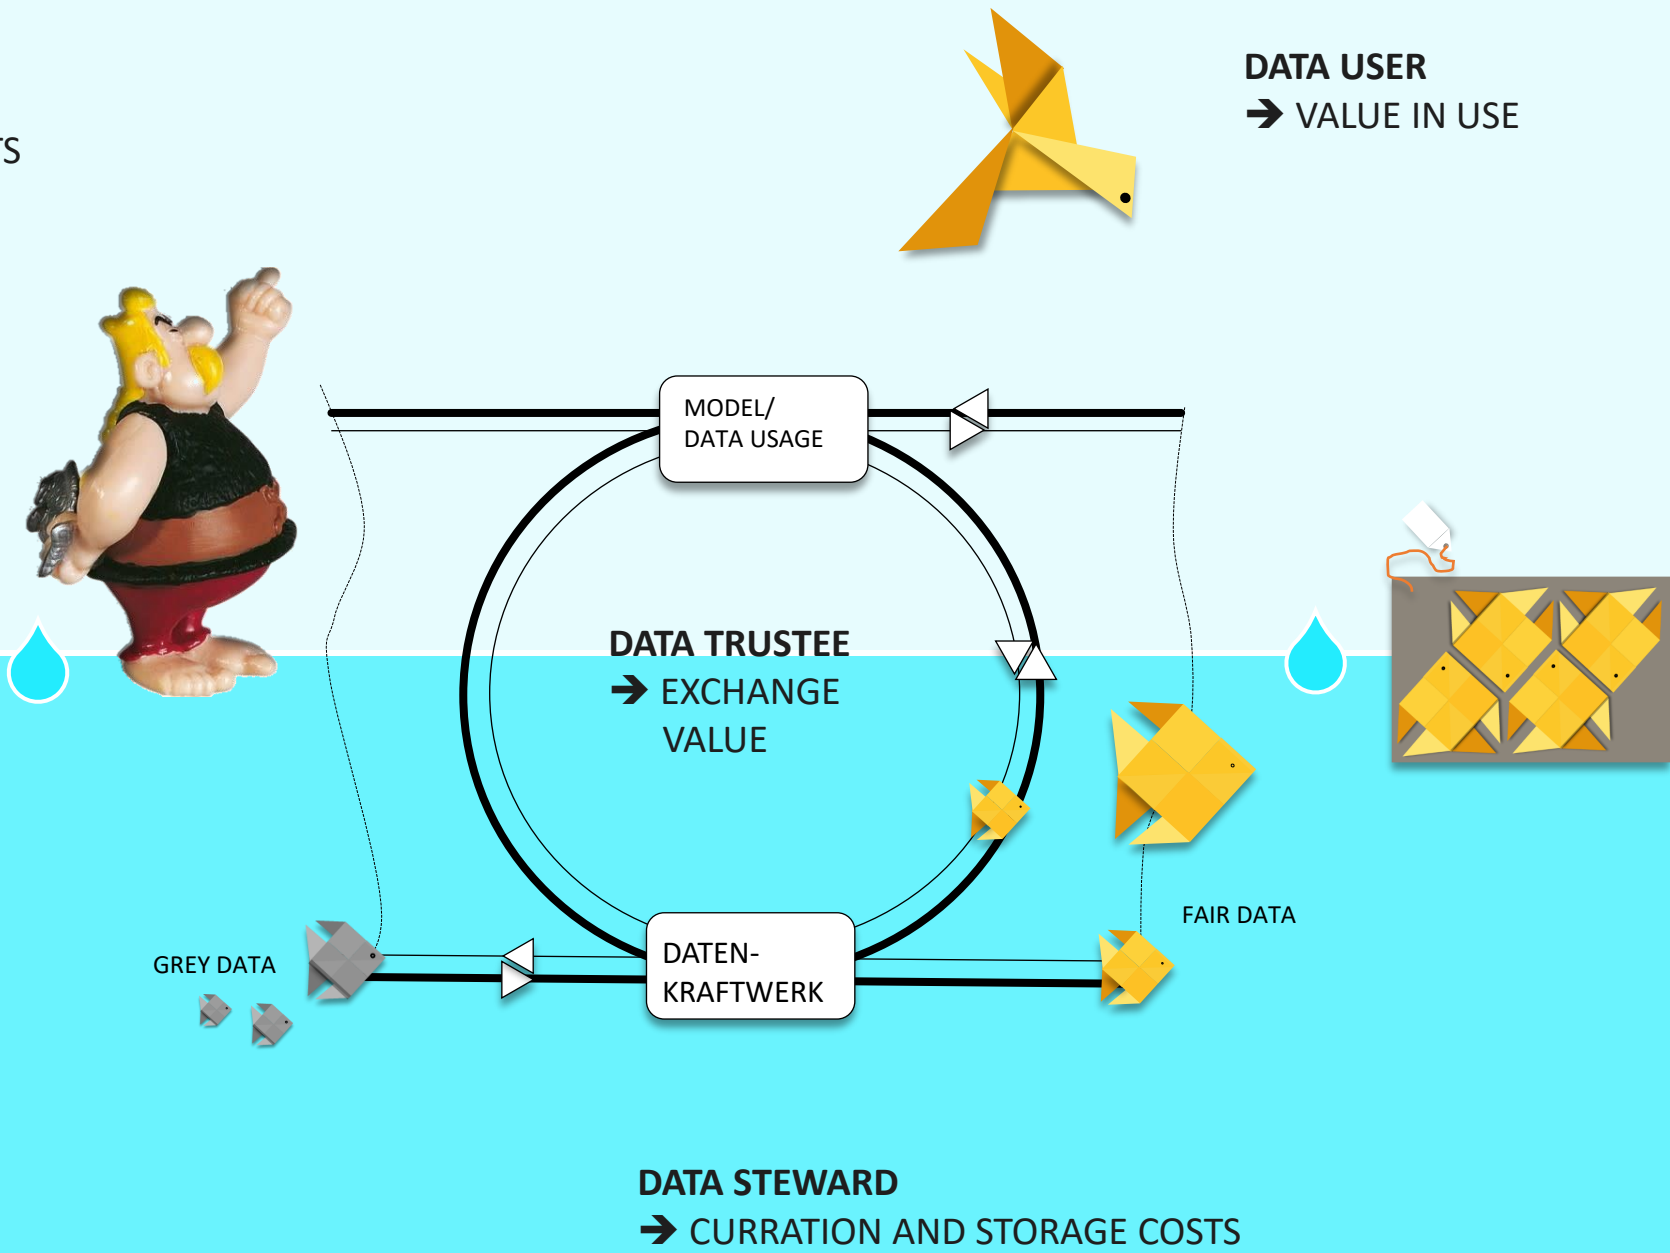 DATA USER
➔ VALUE IN USE
TS
MODEL/
DATA USAGE
DATA TRUSTEE
➔ EXCHANGE
VALUE
FAIR DATA
GREY DATA
DATEN-
KRAFTWERK
DATA STEWARD
➔ CURRATION AND STORAGE COSTS